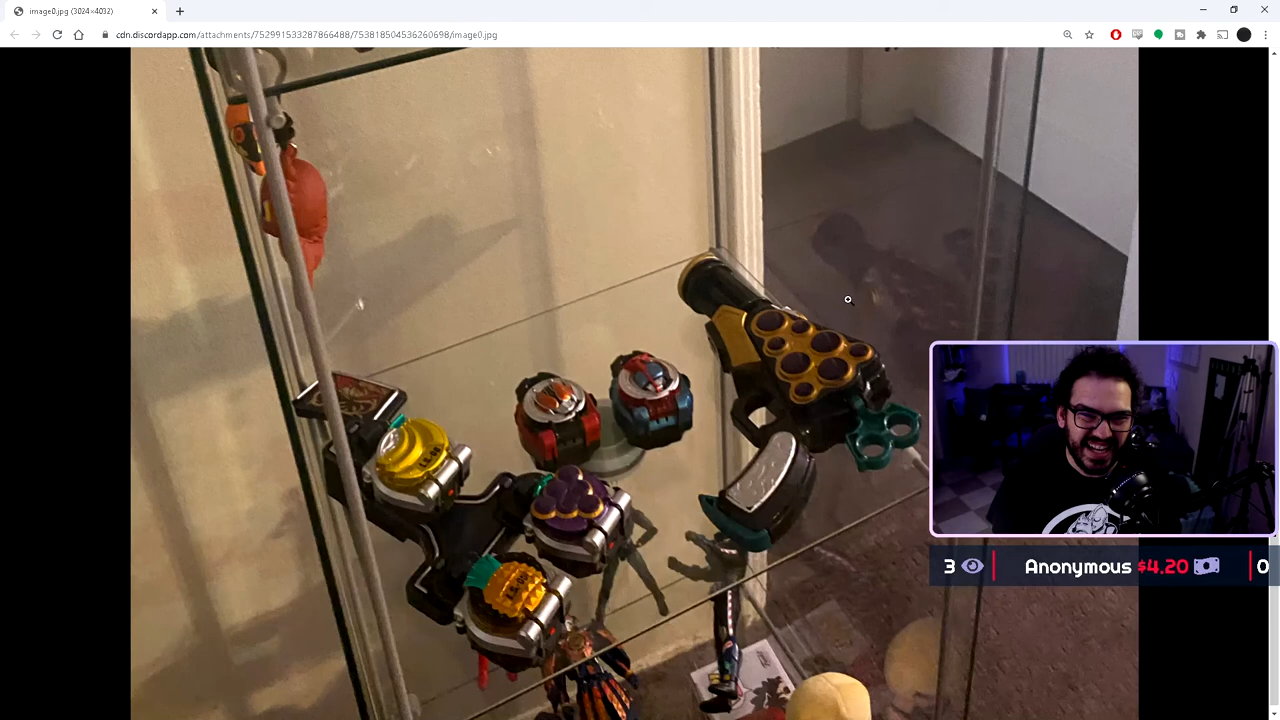 image0.jpg (3024×4032)
cdn.discordapp.com/attachments/752991533287866488/753818504536260698/image0.jpg
3
Anonymous $4.20
0